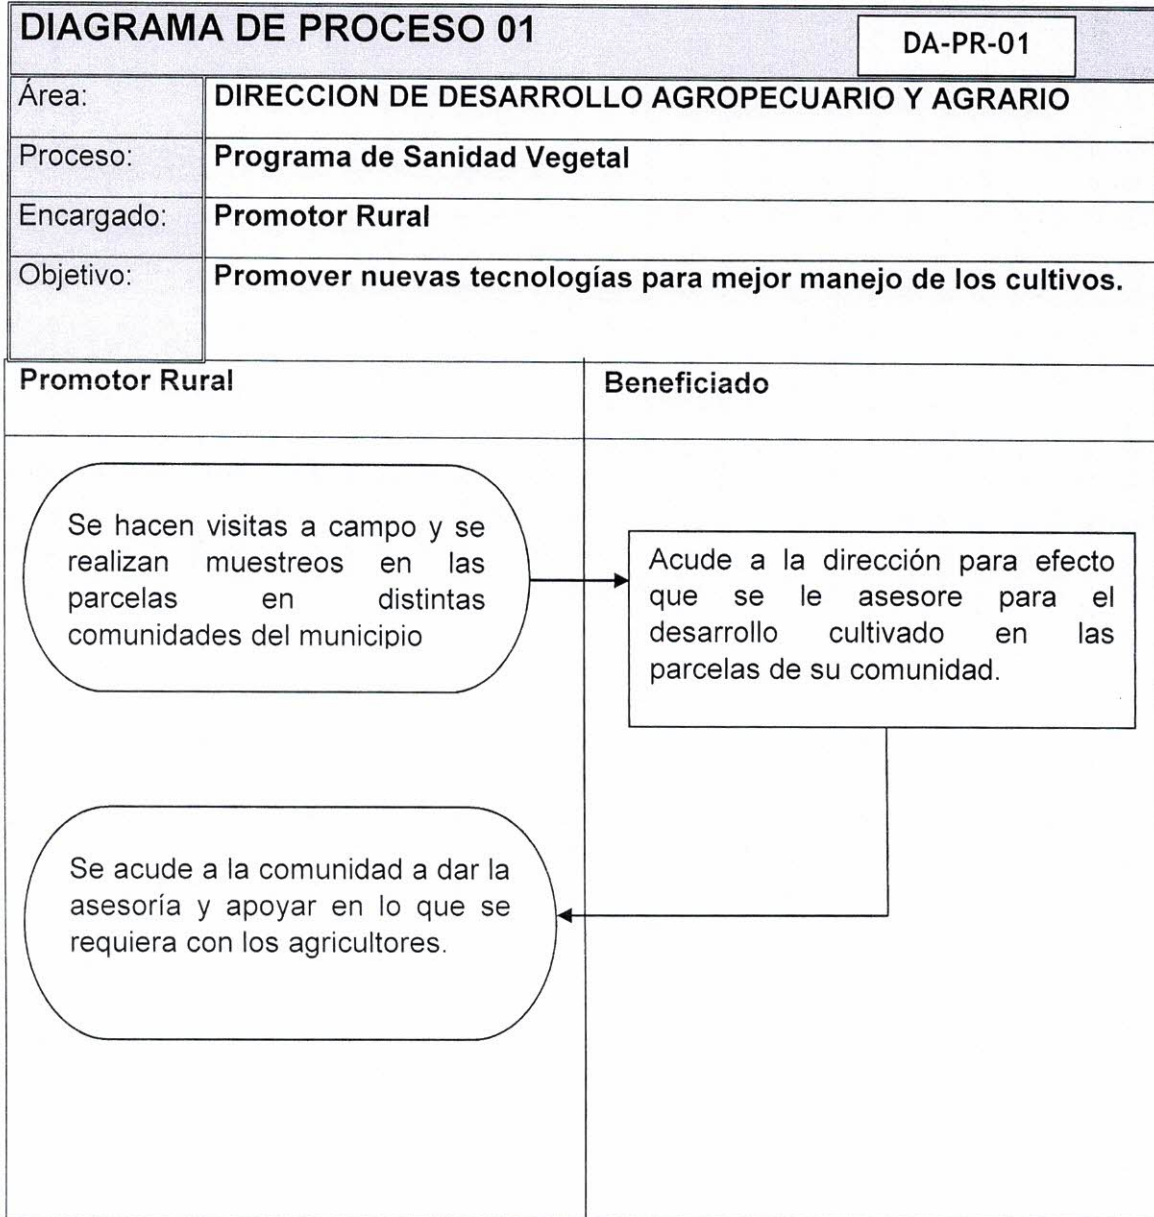 DIAGRAMA DE PROCESO 01
DA-PR-01
Área:
DIRECCION DE DESARROLLO AGROPECUARIO Y AGRARIO
Proceso:
Programa de Sanidad Vegetal
Encargado:
Promotor Rural
Objetivo:
Promover nuevas tecnologías para mejor manejo de los cultivos.
Promotor Rural
Beneficiado
Se hacen visitas a campo y se
realizan muestreos en las
parcelas en distintas
comunidades del municipio
Acude a la dirección para efecto
que se le asesore para el
desarrollo cultivado en las
parcelas de su comunidad.
Se acude a la comunidad a dar la
asesoría y apoyar en lo que se
requiera con los agricultores.